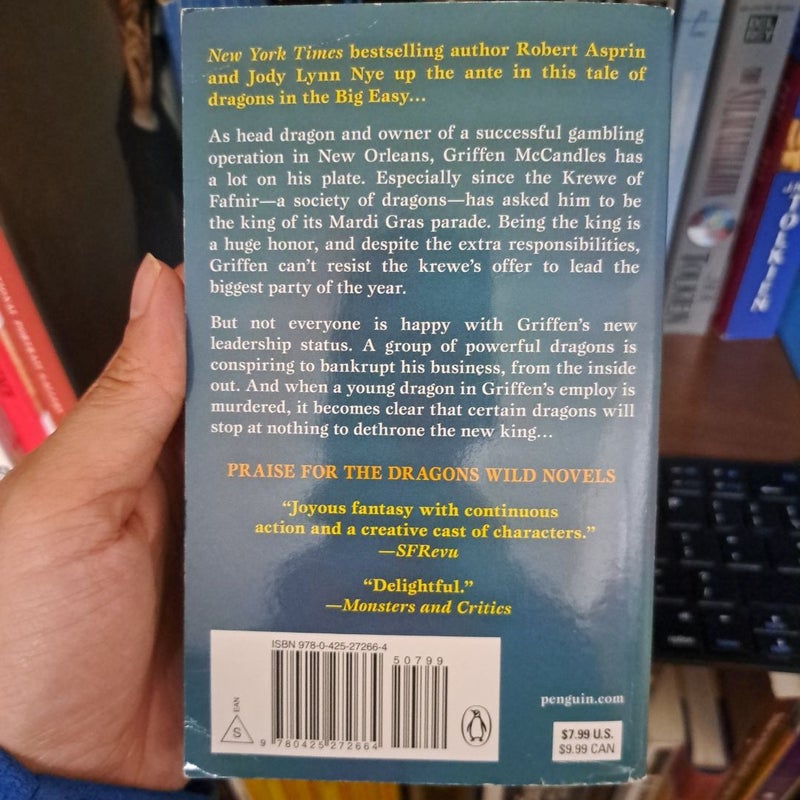 New York Times bestselling author Robert Asprin
and Jody Lynn Nye up the ante in this tale of
dragons in the Big Easy...
As head dragon and owner of a successful gambling
operation in New Orleans, Griffen McCandles has
a lot on his plate. Especially since the Krewe of
Fafnir—a society of dragons—has asked him to be
the king of its Mardi Gras parade. Being the king is
a huge honor, and despite the extra responsibilities,
Griffen can't resist the krewe's offer to lead the
biggest party of the year.
But not everyone is happy with Griffen's new
leadership status. A group of powerful dragons is
conspiring to bankrupt his business, from the inside
out. And when a young dragon in Griffen's employ is
murdered, it becomes clear that certain dragons will
stop at nothing to dethrone the new king...
PRAISE FOR THE DRAGONS WILD NOVELS
"Joyous fantasy with continuous
action and a creative cast of characters."
—SFRevu
"Delightful."
—Monsters and Critics
ISBN 978-0-425-27266-4
50799
EAN
S
9 780425 272664
penguin.com
$7.99 U.S.
$9.99 CAN
DEL REY
TOLKIEN
TOLKIEN